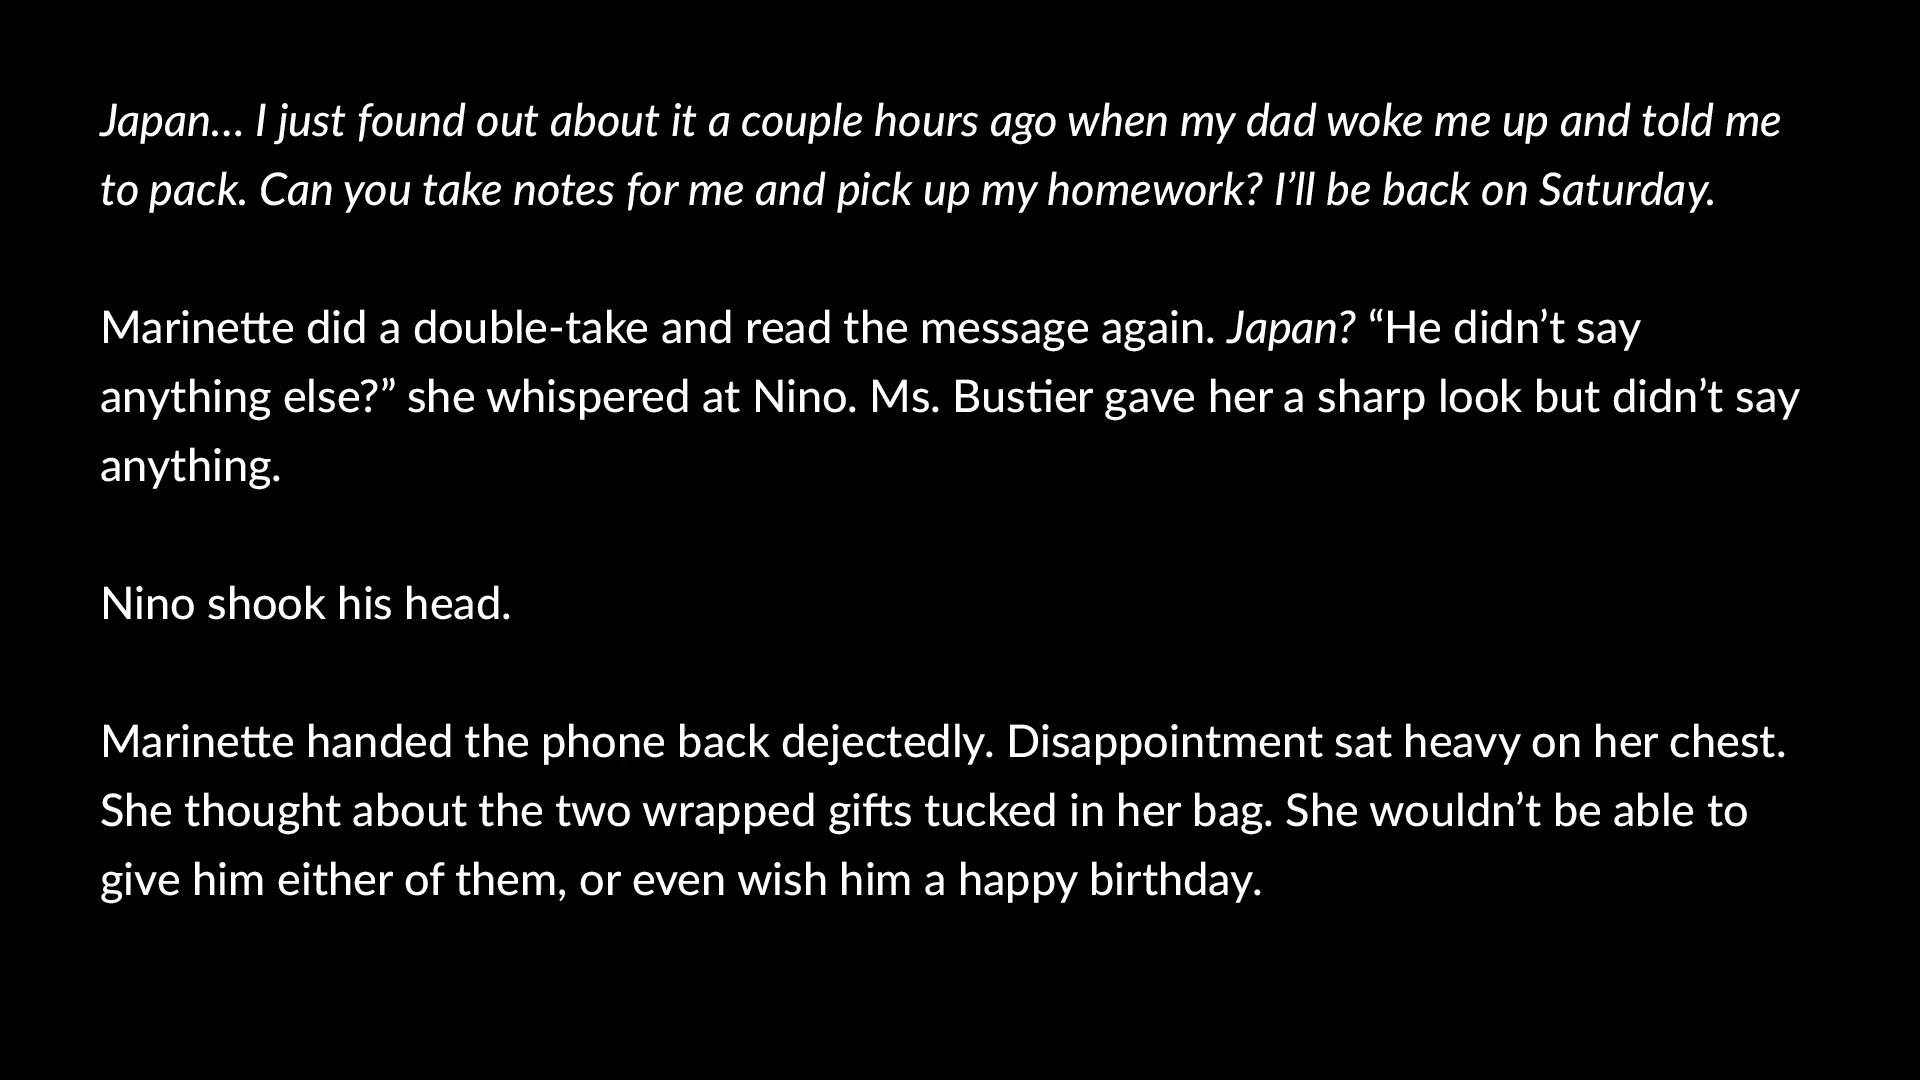 Japan… I just found out about it a couple hours ago when my dad woke me up and told me
to pack. Can you take notes for me and pick up my homework? I’ll be back on Saturday.
Marinette did a double-take and read the message again. Japan? “He didn’t say
anything else?” she whispered at Nino. Ms. Bustier gave her a sharp look but didn’t say
anything.
Nino shook his head.
Marinette handed the phone back dejectedly. Disappointment sat heavy on her chest.
She thought about the two wrapped gifts tucked in her bag. She wouldn’t be able to
give him either of them, or even wish him a happy birthday.